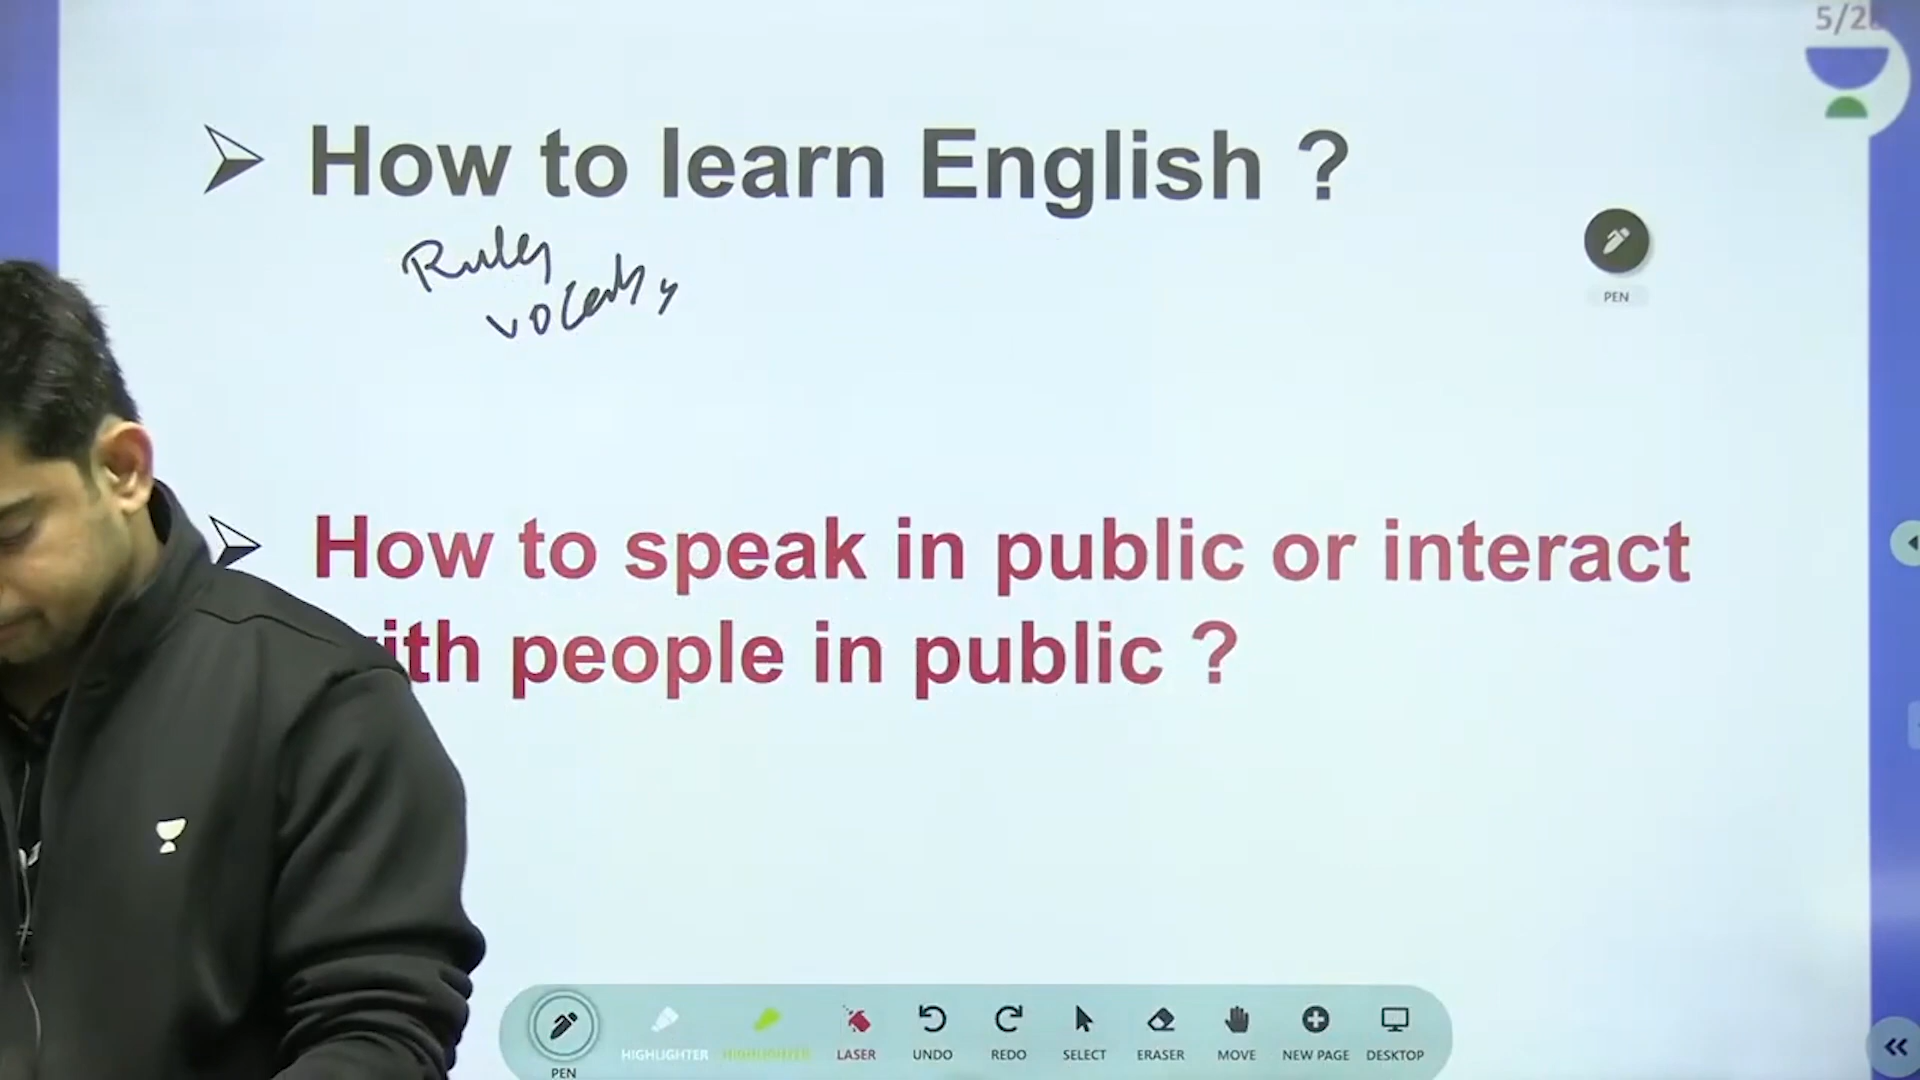 5/2
How to learn English ?
Rules
PEN
How to speak in public or interact
ith people in public ?
PEN HIGHLIGHTER HIGHLIGHTER LASER UNDO REDO SELECT ERASER MOVE NEW PAGE DESKTOP